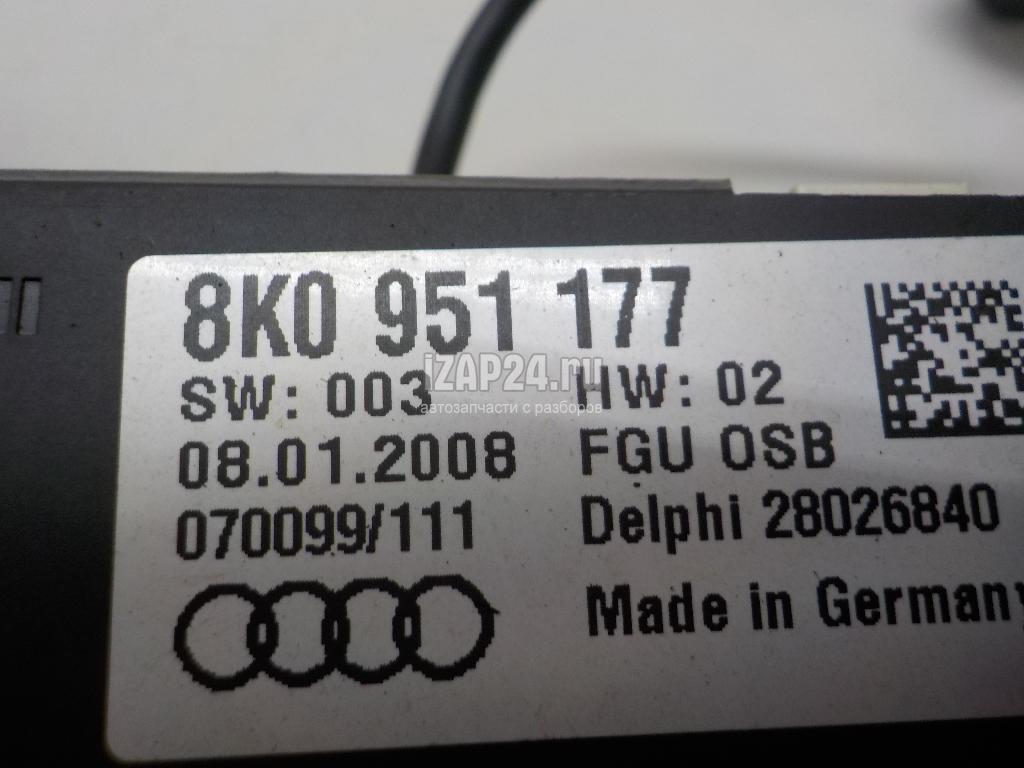 8K0 951 177
iZAP24.ru
SW: 003 HW: 02
автозапчасти с разборов
08.01.2008 FGU OSB
070099/111 Delphi 28026840
Made in Germany